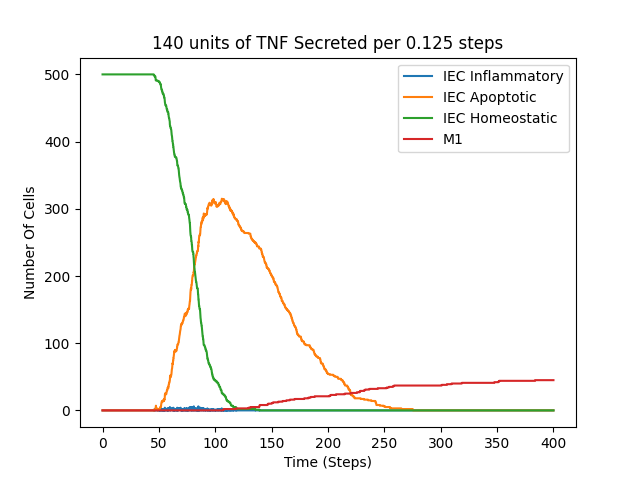 140 units of TNF Secreted per 0.125 steps
IEC Inflammatory
IEC Apoptotic
IEC Homeostatic
M1
Number Of Cells
500
400
300
200
100
0
0 50 100 150 200 250 300 350 400
Time (Steps)